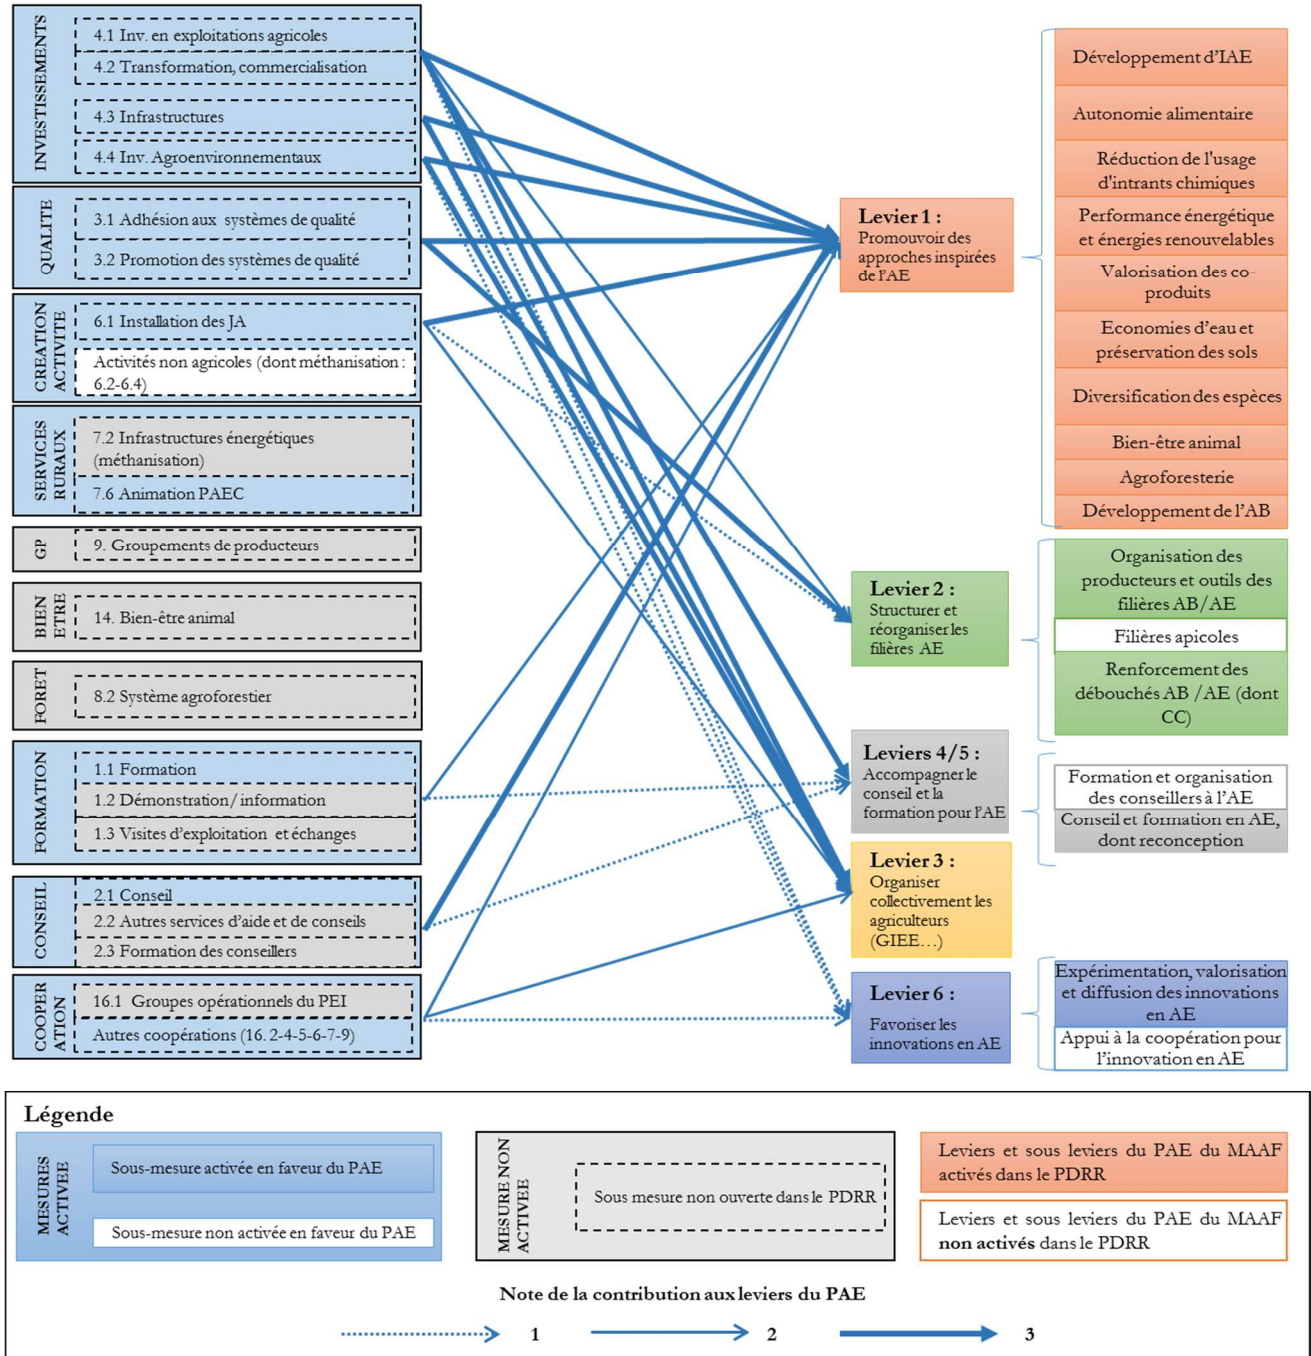 INVESTISSEMENTS
4.1 Inv. en exploitations agricoles
4.2 Transformation, commercialisation
4.3 Infrastructures
4.4 Inv. Agroenvironnementaux
QUALITE
3.1 Adhésion aux systèmes de qualité
3.2 Promotion des systèmes de qualité
CREATION
ACTIVITE
6.1 Installation des JA
Activités non agricoles (dont méthanisation :
6.2-6.4)
SERVICES
RURAUX
7.2 Infrastructures énergétiques
(méthanisation)
7.6 Animation PAEC
GP
9. Groupements de producteurs
BIEN
ETRE
14. Bien-être animal
FORET
8.2 Système agroforestier
FORMATION
1.1 Formation
1.2 Démonstration/ information
1.3 Visites d'exploitation et échanges
CONSEIL
2.1 Conseil
2.2 Autres services d'aide et de conseils
2.3 Formation des conseillers
COOPER
ATION
16.1 Groupes opérationnels du PEI
Autres coopérations (16. 2-4-5-6-7-9)
Levier 1 :
Promouvoir des
approches inspirées
de l'AE
Levier 2 :
Structurer et
réorganiser les
filières AE
Leviers 4/5 :
Accompagner le
conseil et la
formation pour l'AE
Levier 3 :
Organiser
collectivement les
agriculteurs
(GIEE…)
Levier 6 :
Favoriser les
innovations en AE
Développement d'IAE
Autonomie alimentaire
Réduction de l'usage
d'intrants chimiques
Performance énergétique
et énergies renouvelables
Valorisation des co-
produits
Economies d'eau et
préservation des sols
Diversification des espèces
Bien-être animal
Agroforesterie
Développement de l'AB
Organisation des
producteurs et outils des
filières AB/AE
Filières apicoles
Renforcement des
débouchés AB /AE (dont
CC)
Formation et organisation
des conseillers à l'AE
Conseil et formation en AE,
dont reconception
Expérimentation, valorisation
et diffusion des innovations
en AE
Appui à la coopération pour
l'innovation en AE
Légende
MESURES
ACTIVEE
Sous-mesure activée en faveur du PAE
Sous-mesure non activée en faveur du PAE
MESURE NON
ACTIVEE
Sous mesure non ouverte dans le PDRR
Leviers et sous leviers du PAE du MAAF
activés dans le PDRR
Leviers et sous leviers du PAE du MAAF
non activés dans le PDRR
Note de la contribution aux leviers du PAE
1
2
3